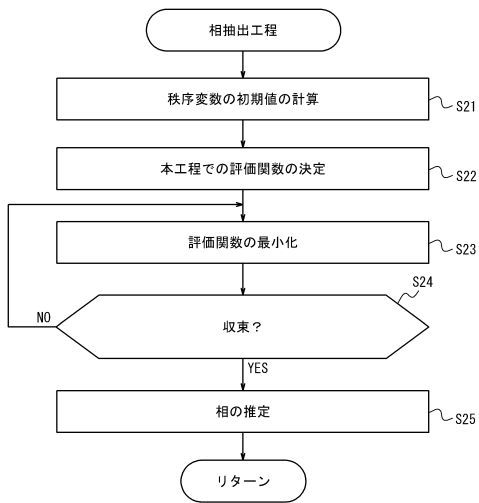 相抽出工程
秩序変数の初期値の計算
S21
本工程での評価関数の決定
S22
評価関数の最小化
S23
S24
収束？
NO
YES
相の推定
S25
リターン